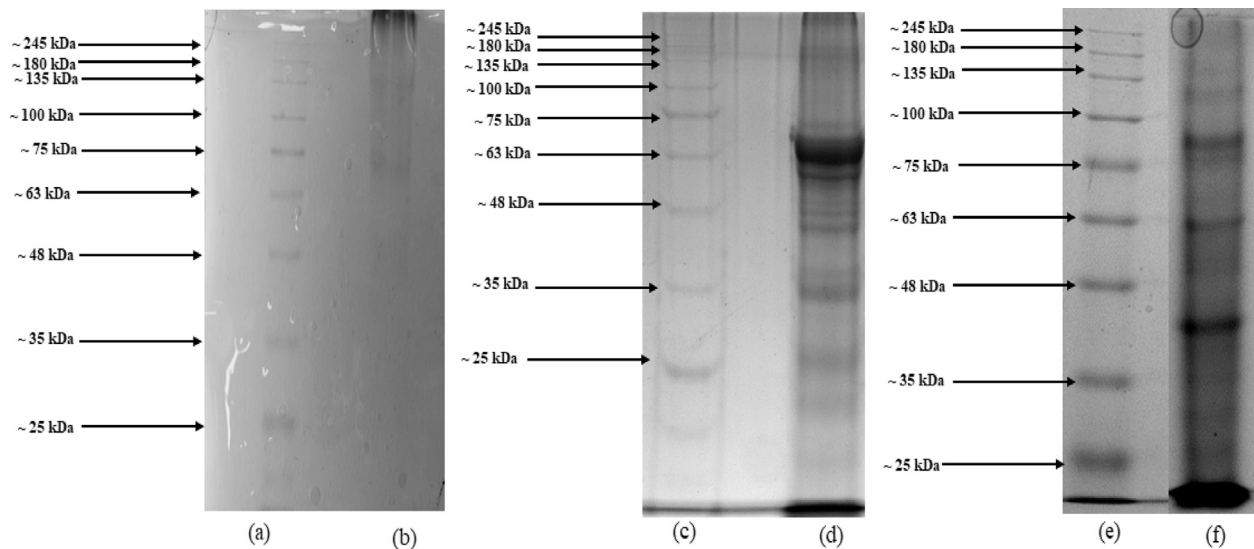 ~ 245 kDa
~ 180 kDa
~ 135 kDa
~ 100 kDa
~ 75 kDa
~ 63 kDa
~ 48 kDa
~ 35 kDa
~ 25 kDa
(a)
(b)
~ 245 kDa
~ 180 kDa
~ 135 kDa
~ 100 kDa
~ 75 kDa
~ 63 kDa
~ 48 kDa
~ 35 kDa
~ 25 kDa
(c)
(d)
~ 245 kDa
~ 180 kDa
~ 135 kDa
~ 100 kDa
~ 75 kDa
~ 63 kDa
~ 48 kDa
~ 35 kDa
~ 25 kDa
(e)
(f)